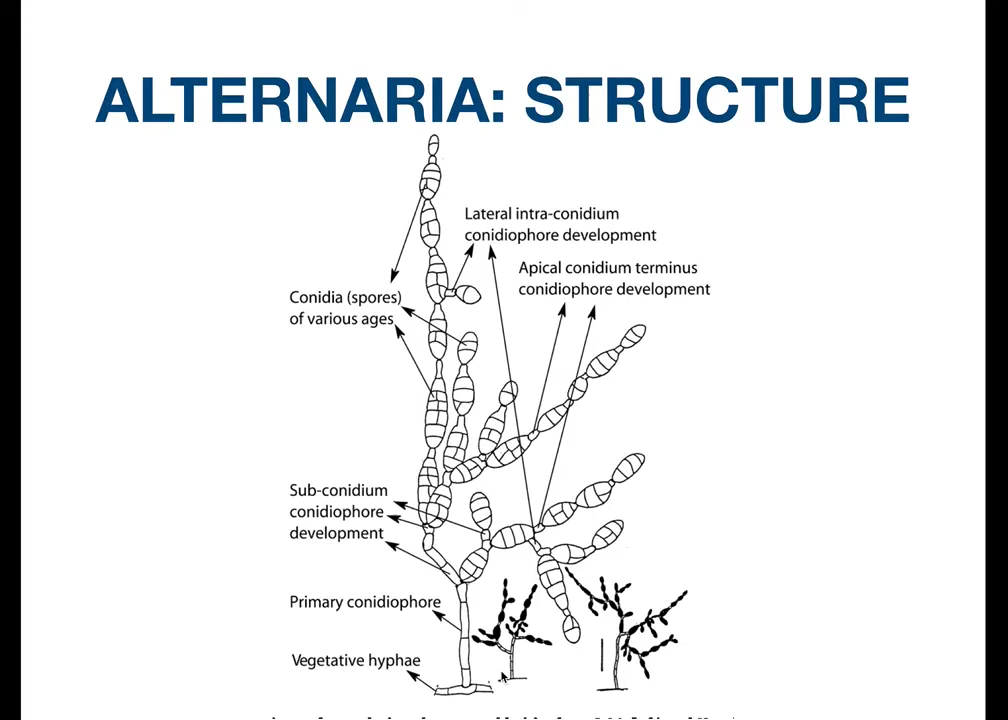 ALTERNARIA: STRUCTURE
Lateral intra-conidium
conidiophore development
Apical conidium terminus
conidiophore development
Conidia (spores)
of various ages
Sub-conidium
conidiophore
development
Primary conidiophore
Vegetative hyphae